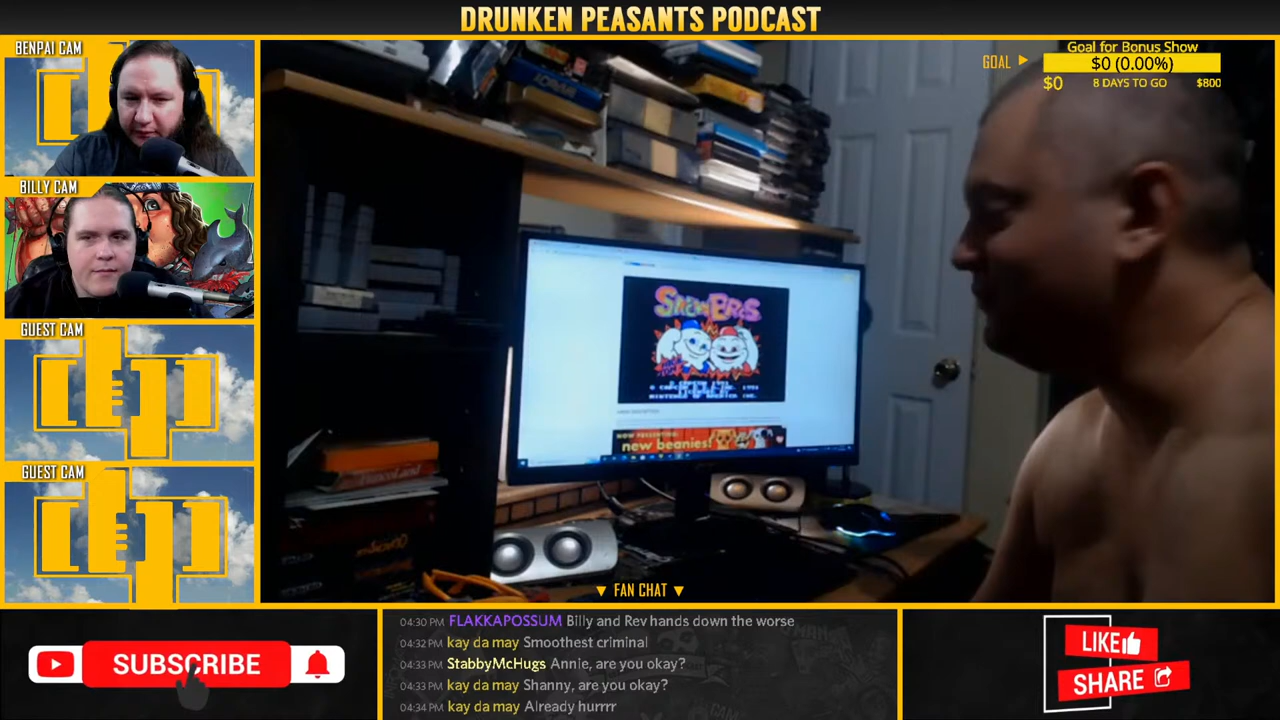 DRUNKEN PEASANTS PODCAST
BENPAI CAM
BILLY CAM
GUEST CAM
GUEST CAM
Goal for Bonus Show
GOAL ▶ $0 (0.00%)
$0 8 DAYS TO GO $800
SNOW BROS
NOW PRESENTING:
new beanies!
▼ FAN CHAT ▼
04:30 PM FLAKKAPOSSUM Billy and Rev hands down the worse
04:32 PM kay da may Smoothest criminal
04:33 PM StabbyMcHugs Annie, are you okay?
04:33 PM kay da may Shanny, are you okay?
04:34 PM kay da may Already hurrrr
SUBSCRIBE
LIKE
SHARE